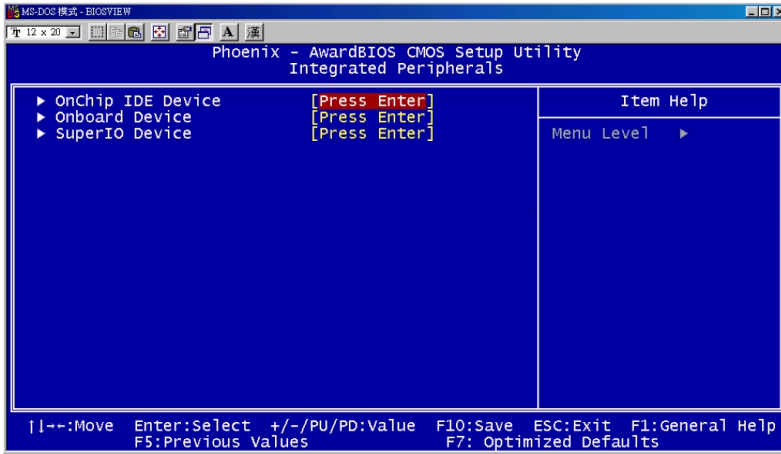 MS-DOS 模式 - BIOSVIEW
12 x 20 A 漢
Phoenix - AwardBIOS CMOS Setup Utility
Integrated Peripherals
▶ OnChip IDE Device [Press Enter]
▶ Onboard Device [Press Enter]
▶ SuperIO Device [Press Enter]
Item Help
Menu Level ▶
↑↓→←:Move Enter:Select +/-/PU/PD:Value F10:Save ESC:Exit F1:General Help
F5:Previous Values F7: Optimized Defaults